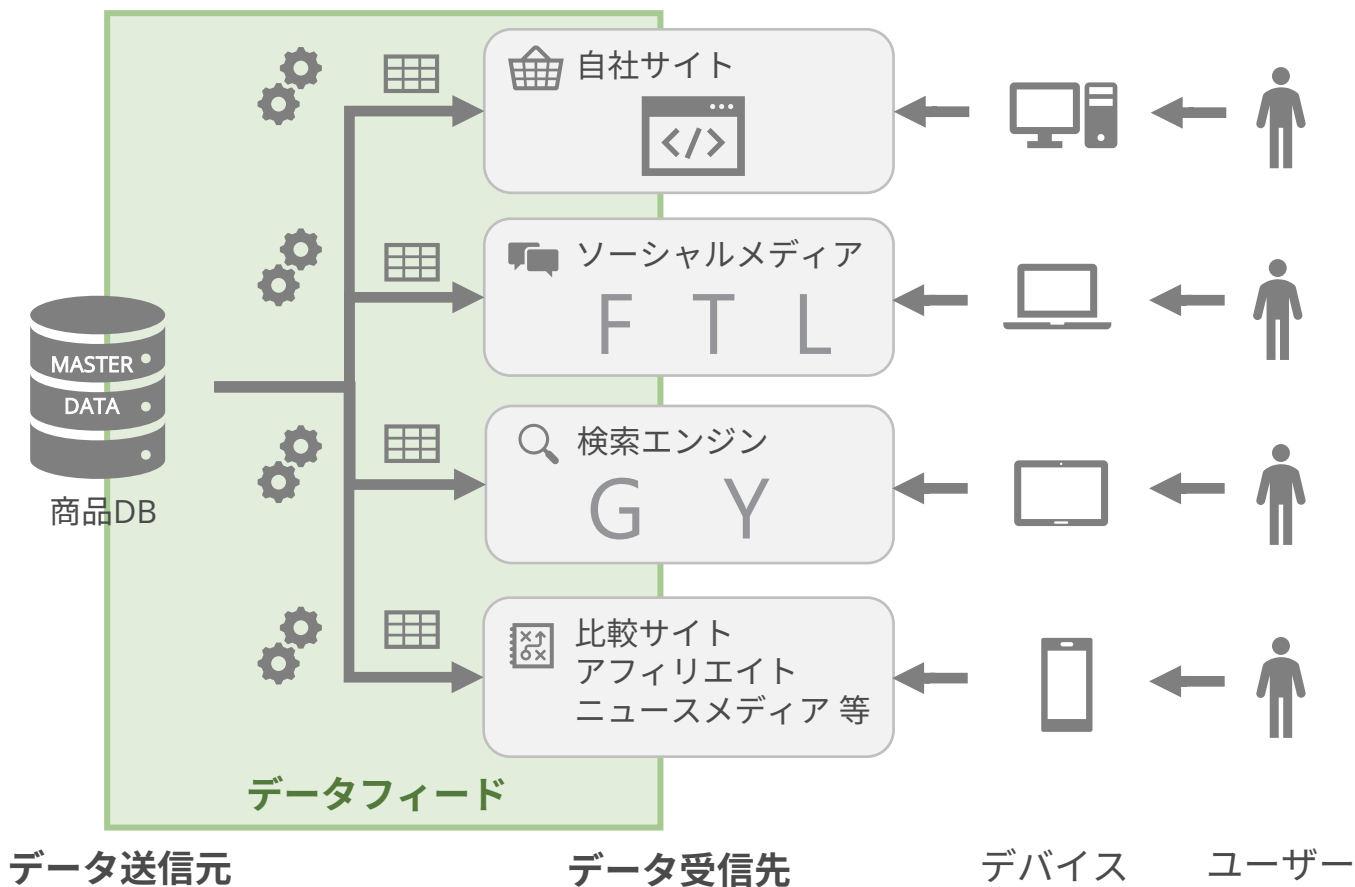 自社サイト
ソーシャルメディア
F T L
MASTER
DATA
商品DB
検索エンジン
G Y
比較サイト
アフィリエイト
ニュースメディア 等
データフィード
データ送信元
データ受信先
デバイス
ユーザー